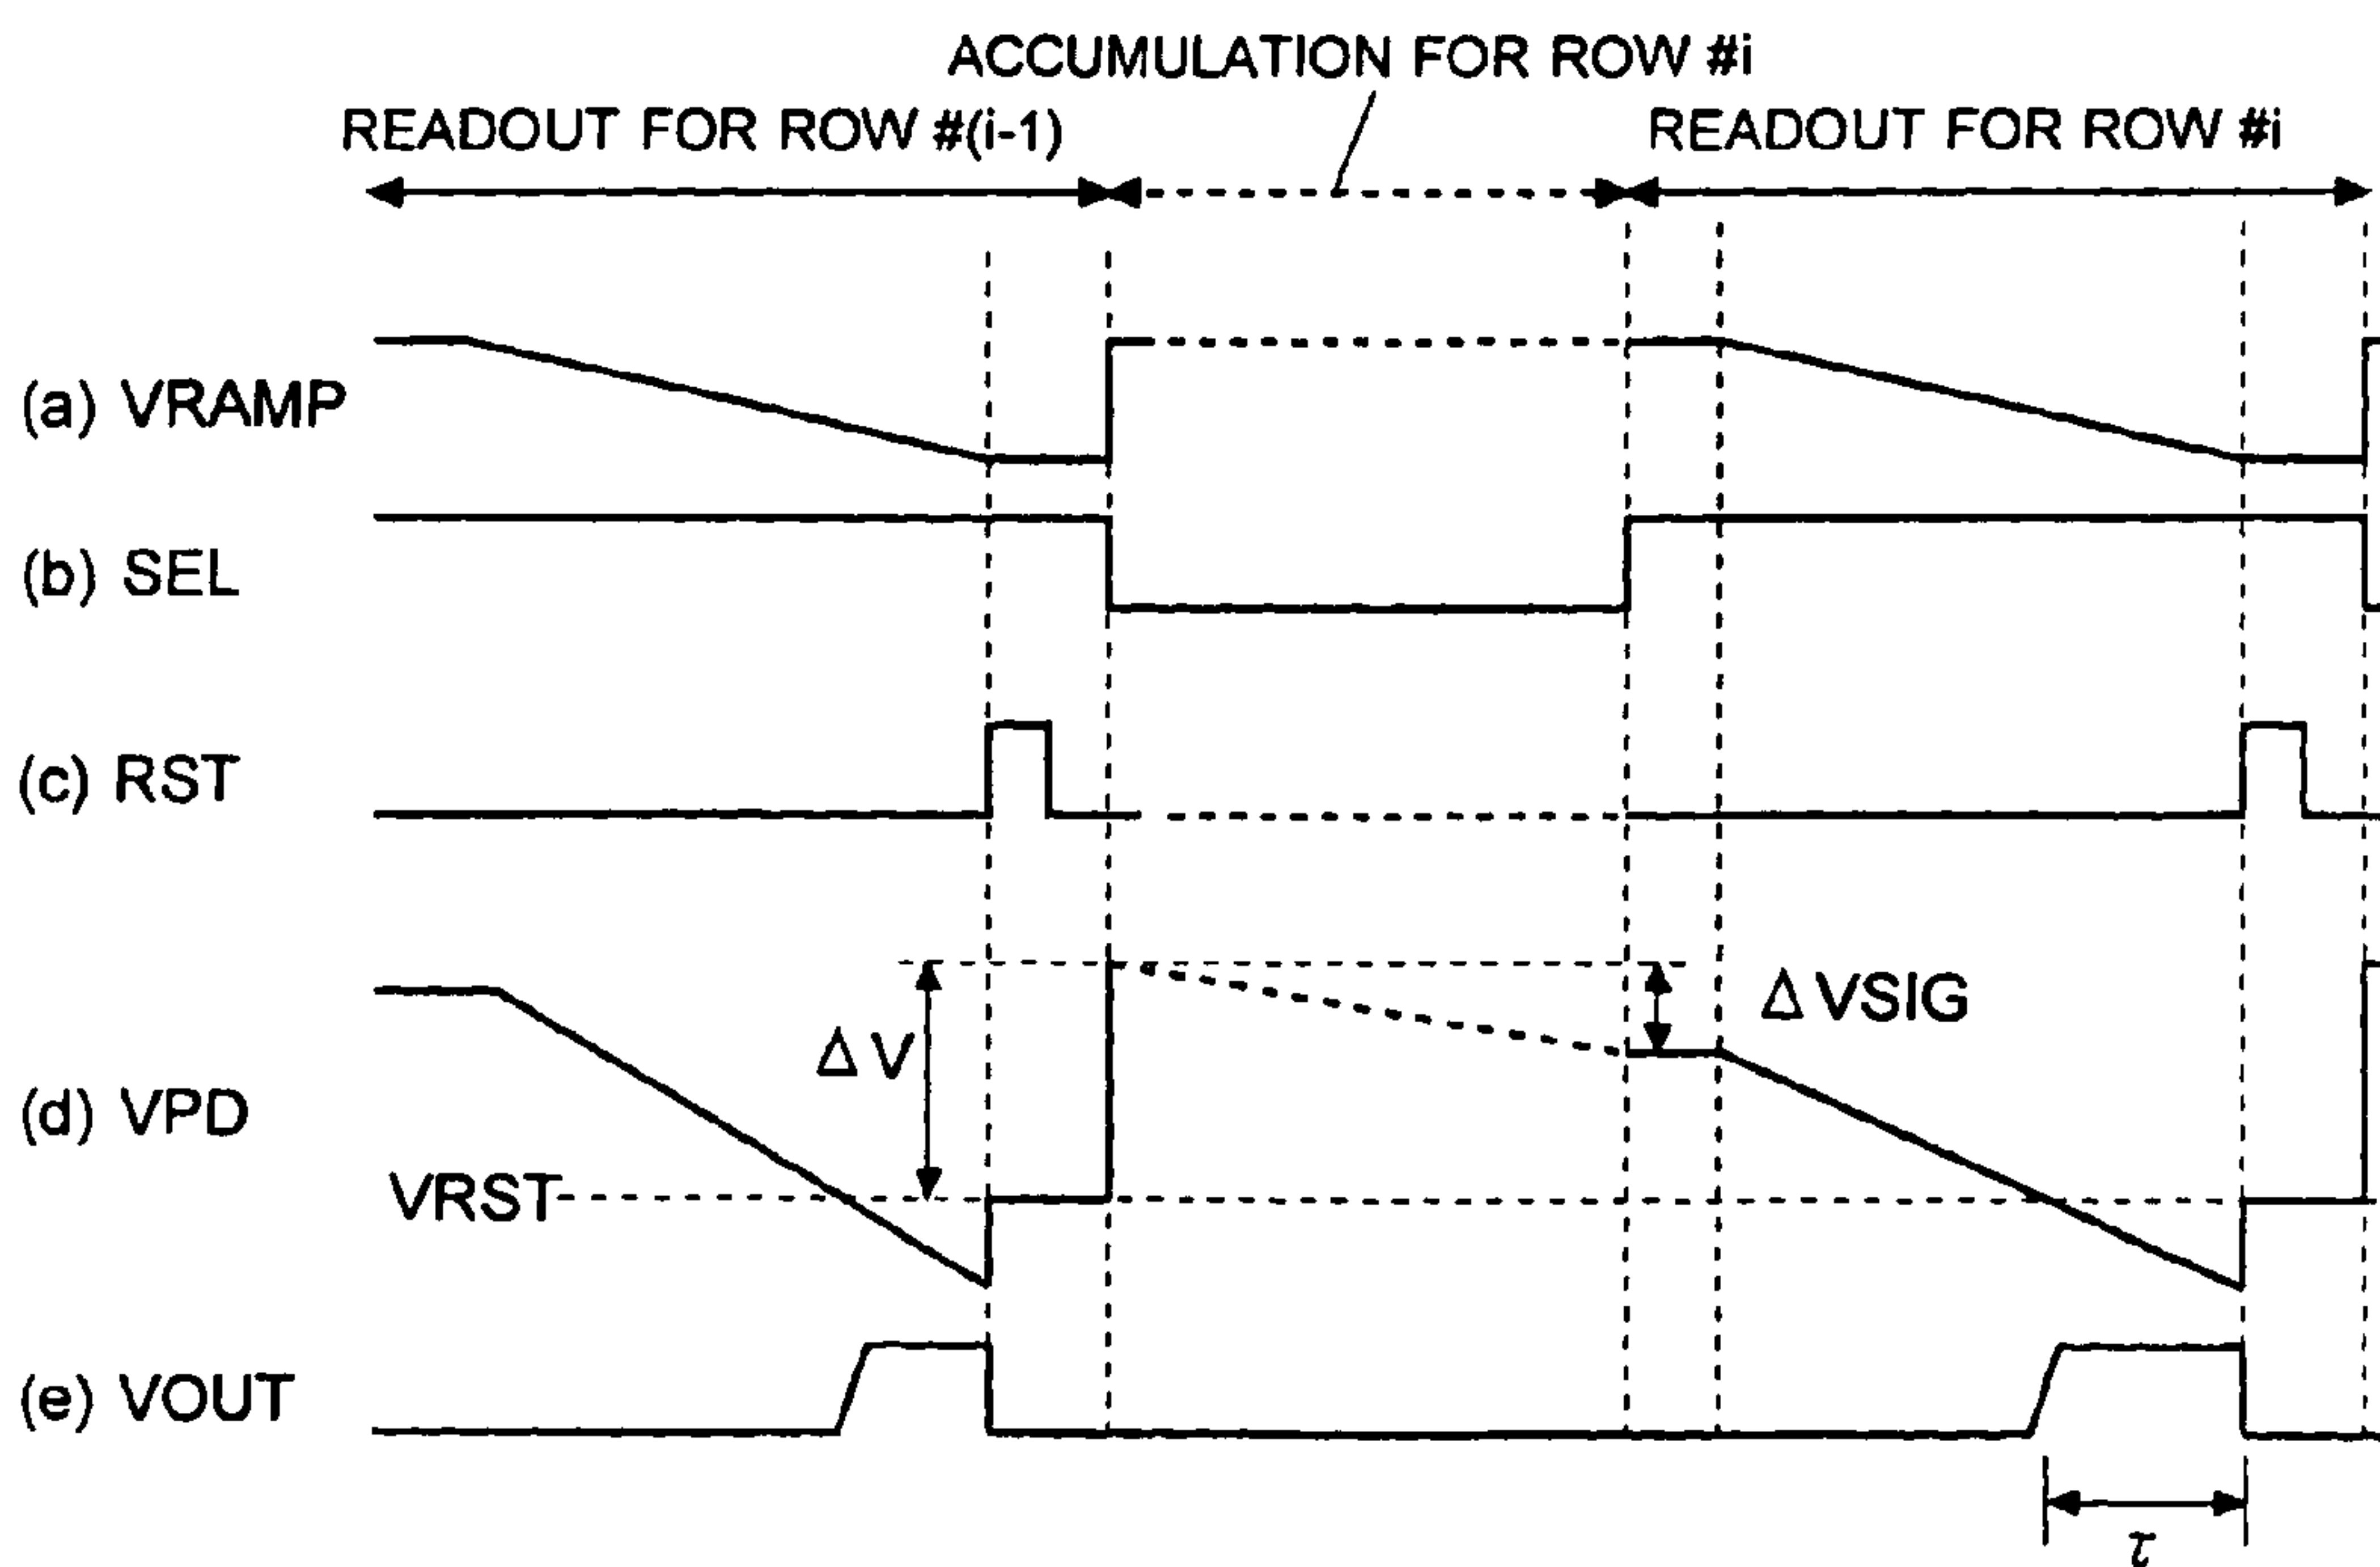 ACCUMULATION FOR ROW #i
READOUT FOR ROW #(i-1)
READOUT FOR ROW #i
(a) VRAMP
(b) SEL
(c) RST
(d) VPD
ΔV
ΔVSIG
VRST
(e) VOUT
τ